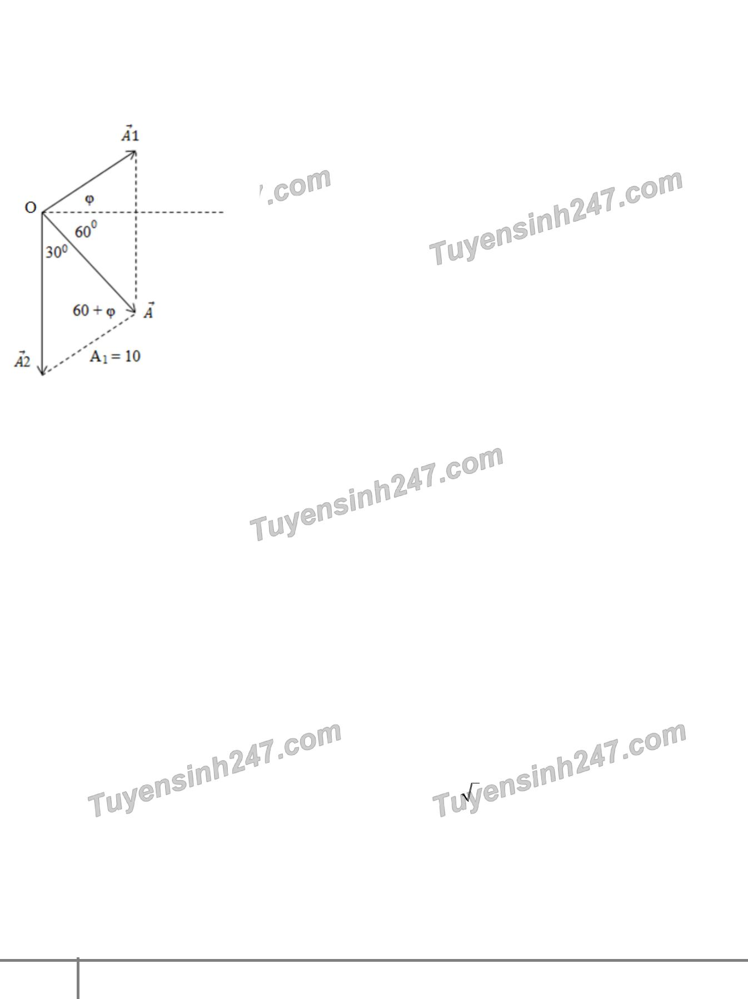 A⃗1
.com
Tuyensinh247.com
φ
O
60⁰
30⁰
60 + φ
A⃗
A⃗2
A₁ = 10
Tuyensinh247.com
Tuyensinh247.com
Tuyensinh247.com
√